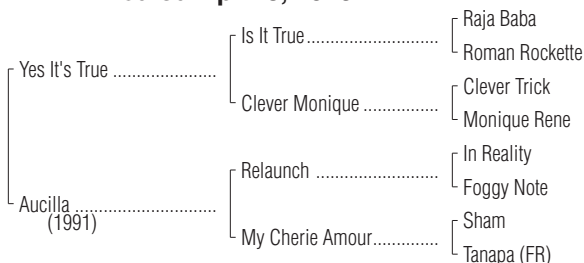 Raja Baba
Is It True
Roman Rockette
Yes It's True
Clever Trick
Clever Monique
Monique Rene
In Reality
Relaunch
Foggy Note
Aucilla
(1991)
Sham
My Cherie Amour
Tanapa (FR)